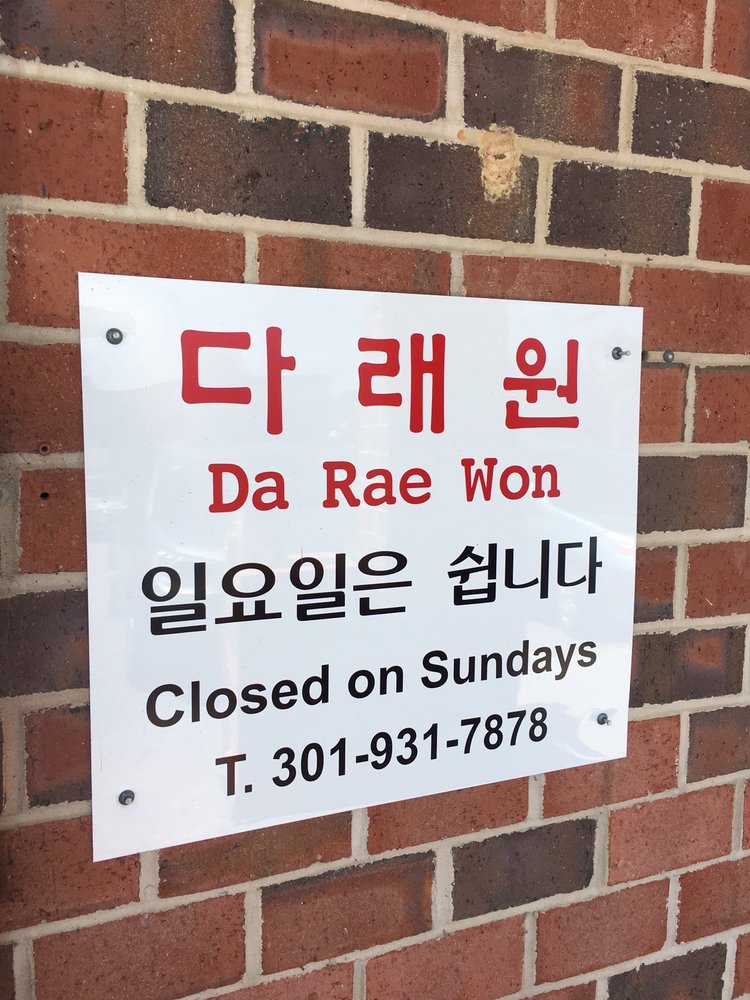 다래원
Da Rae Won
일요일은 쉽니다
Closed on Sundays
T. 301-931-7878